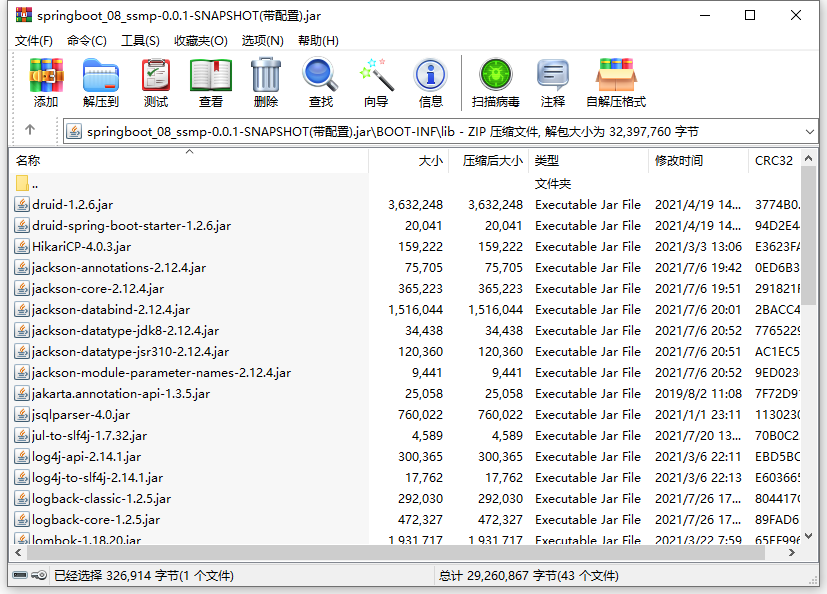 springboot_08_ssmp-0.0.1-SNAPSHOT(带配置).jar
文件(F) 命令(C) 工具(S) 收藏夹(O) 选项(N) 帮助(H)
添加 解压到 测试 查看 删除 查找 向导 信息 扫描病毒 注释 自解压格式
springboot_08_ssmp-0.0.1-SNAPSHOT(带配置).jar\BOOT-INF\lib - ZIP 压缩文件, 解包大小为 32,397,760 字节
名称 大小 压缩后大小 类型 修改时间 CRC32
.. 文件夹
druid-1.2.6.jar 3,632,248 3,632,248 Executable Jar File 2021/4/19 14... 3774B0.
druid-spring-boot-starter-1.2.6.jar 20,041 20,041 Executable Jar File 2021/4/19 14... 94D2E4
HikariCP-4.0.3.jar 159,222 159,222 Executable Jar File 2021/3/3 13:06 E3623FA
jackson-annotations-2.12.4.jar 75,705 75,705 Executable Jar File 2021/7/6 19:42 0ED6B3
jackson-core-2.12.4.jar 365,223 365,223 Executable Jar File 2021/7/6 19:51 291821F
jackson-databind-2.12.4.jar 1,516,044 1,516,044 Executable Jar File 2021/7/6 20:01 2BACC4
jackson-datatype-jdk8-2.12.4.jar 34,438 34,438 Executable Jar File 2021/7/6 20:52 7765229
jackson-datatype-jsr310-2.12.4.jar 120,360 120,360 Executable Jar File 2021/7/6 20:51 AC1EC5
jackson-module-parameter-names-2.12.4.jar 9,441 9,441 Executable Jar File 2021/7/6 20:52 9ED023
jakarta.annotation-api-1.3.5.jar 25,058 25,058 Executable Jar File 2019/8/2 11:08 7F72D9
jsqlparser-4.0.jar 760,022 760,022 Executable Jar File 2021/1/1 23:11 1130230
jul-to-slf4j-1.7.32.jar 4,589 4,589 Executable Jar File 2021/7/20 13... 70B0C2
log4j-api-2.14.1.jar 300,365 300,365 Executable Jar File 2021/3/6 22:11 EBD5BC
log4j-to-slf4j-2.14.1.jar 17,762 17,762 Executable Jar File 2021/3/6 22:13 E603665
logback-classic-1.2.5.jar 292,030 292,030 Executable Jar File 2021/7/26 17... 804417
logback-core-1.2.5.jar 472,327 472,327 Executable Jar File 2021/7/26 17... 89FAD6
lombok-1.18.20.jar 1,931,717 1,931,717 Executable Jar File 2021/3/22 7:59 65FF996
已经选择 326,914 字节(1 个文件) 总计 29,260,867 字节(43 个文件)